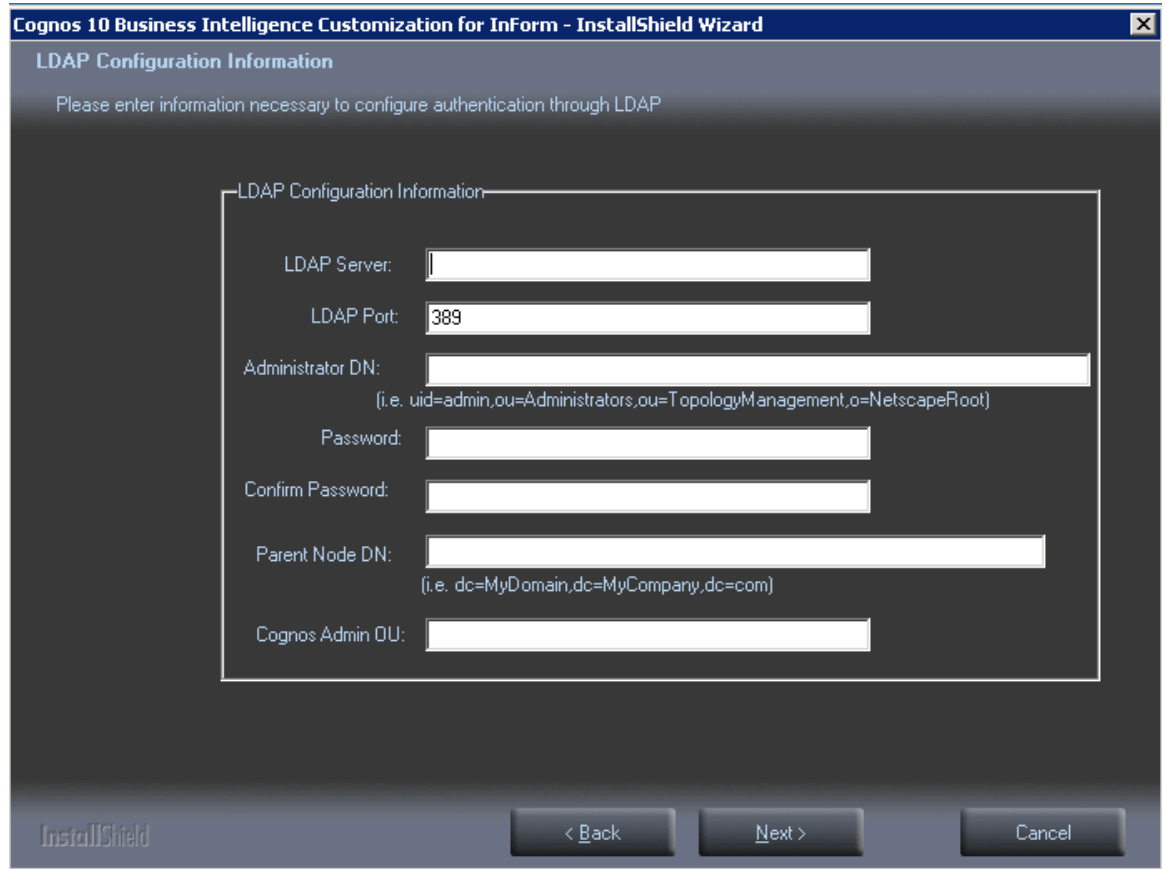 Cognos 10 Business Intelligence Customization for InForm - InstallShield Wizard
LDAP Configuration Information
Please enter information necessary to configure authentication through LDAP
LDAP Configuration Information
LDAP Server:
LDAP Port: 389
Administrator DN:
(i.e. uid=admin,ou=Administrators,ou=TopologyManagement,o=NetscapeRoot)
Password:
Confirm Password:
Parent Node DN:
(i.e. dc=MyDomain,dc=MyCompany,dc=com)
Cognos Admin OU:
InstallShield < Back Next > Cancel